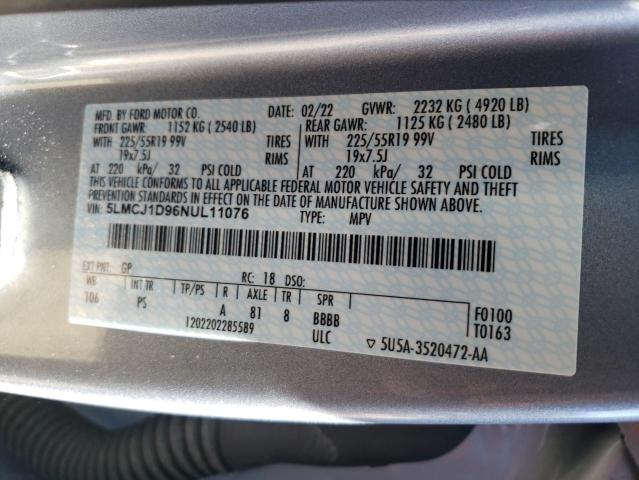 MFD. BY FORD MOTOR CO. 02/22 GVWR: 2232 KG ( 4920 LB)
FRONT GAWR: 1152 KG ( 2540 LB) REAR GAWR: 1125 KG ( 2480 LB)
WITH 225/55R19 99V TIRES WITH 225/55R19 99V TIRES
19x7.5J RIMS 19x7.5J RIMS
AT 220 kPa/ 32 PSI COLD AT 220 kPa/ 32 PSI COLD
THIS VEHICLE CONFORMS TO ALL APPLICABLE FEDERAL MOTOR VEHICLE SAFETY AND THEFT
PREVENTION STANDARDS IN EFFECT ON THE DATE OF MANUFACTURE SHOWN ABOVE.
VIN: 5LMCJ1D96NUL11076 TYPE: MPV
EXT PNT: GP RC: 18 DSO:
WB INT TR TP/PS R AXLE TR SPR
106 PS A 81 8 BBBB F0100
1202202285589 ULC T0163
5U5A-3520472-AA